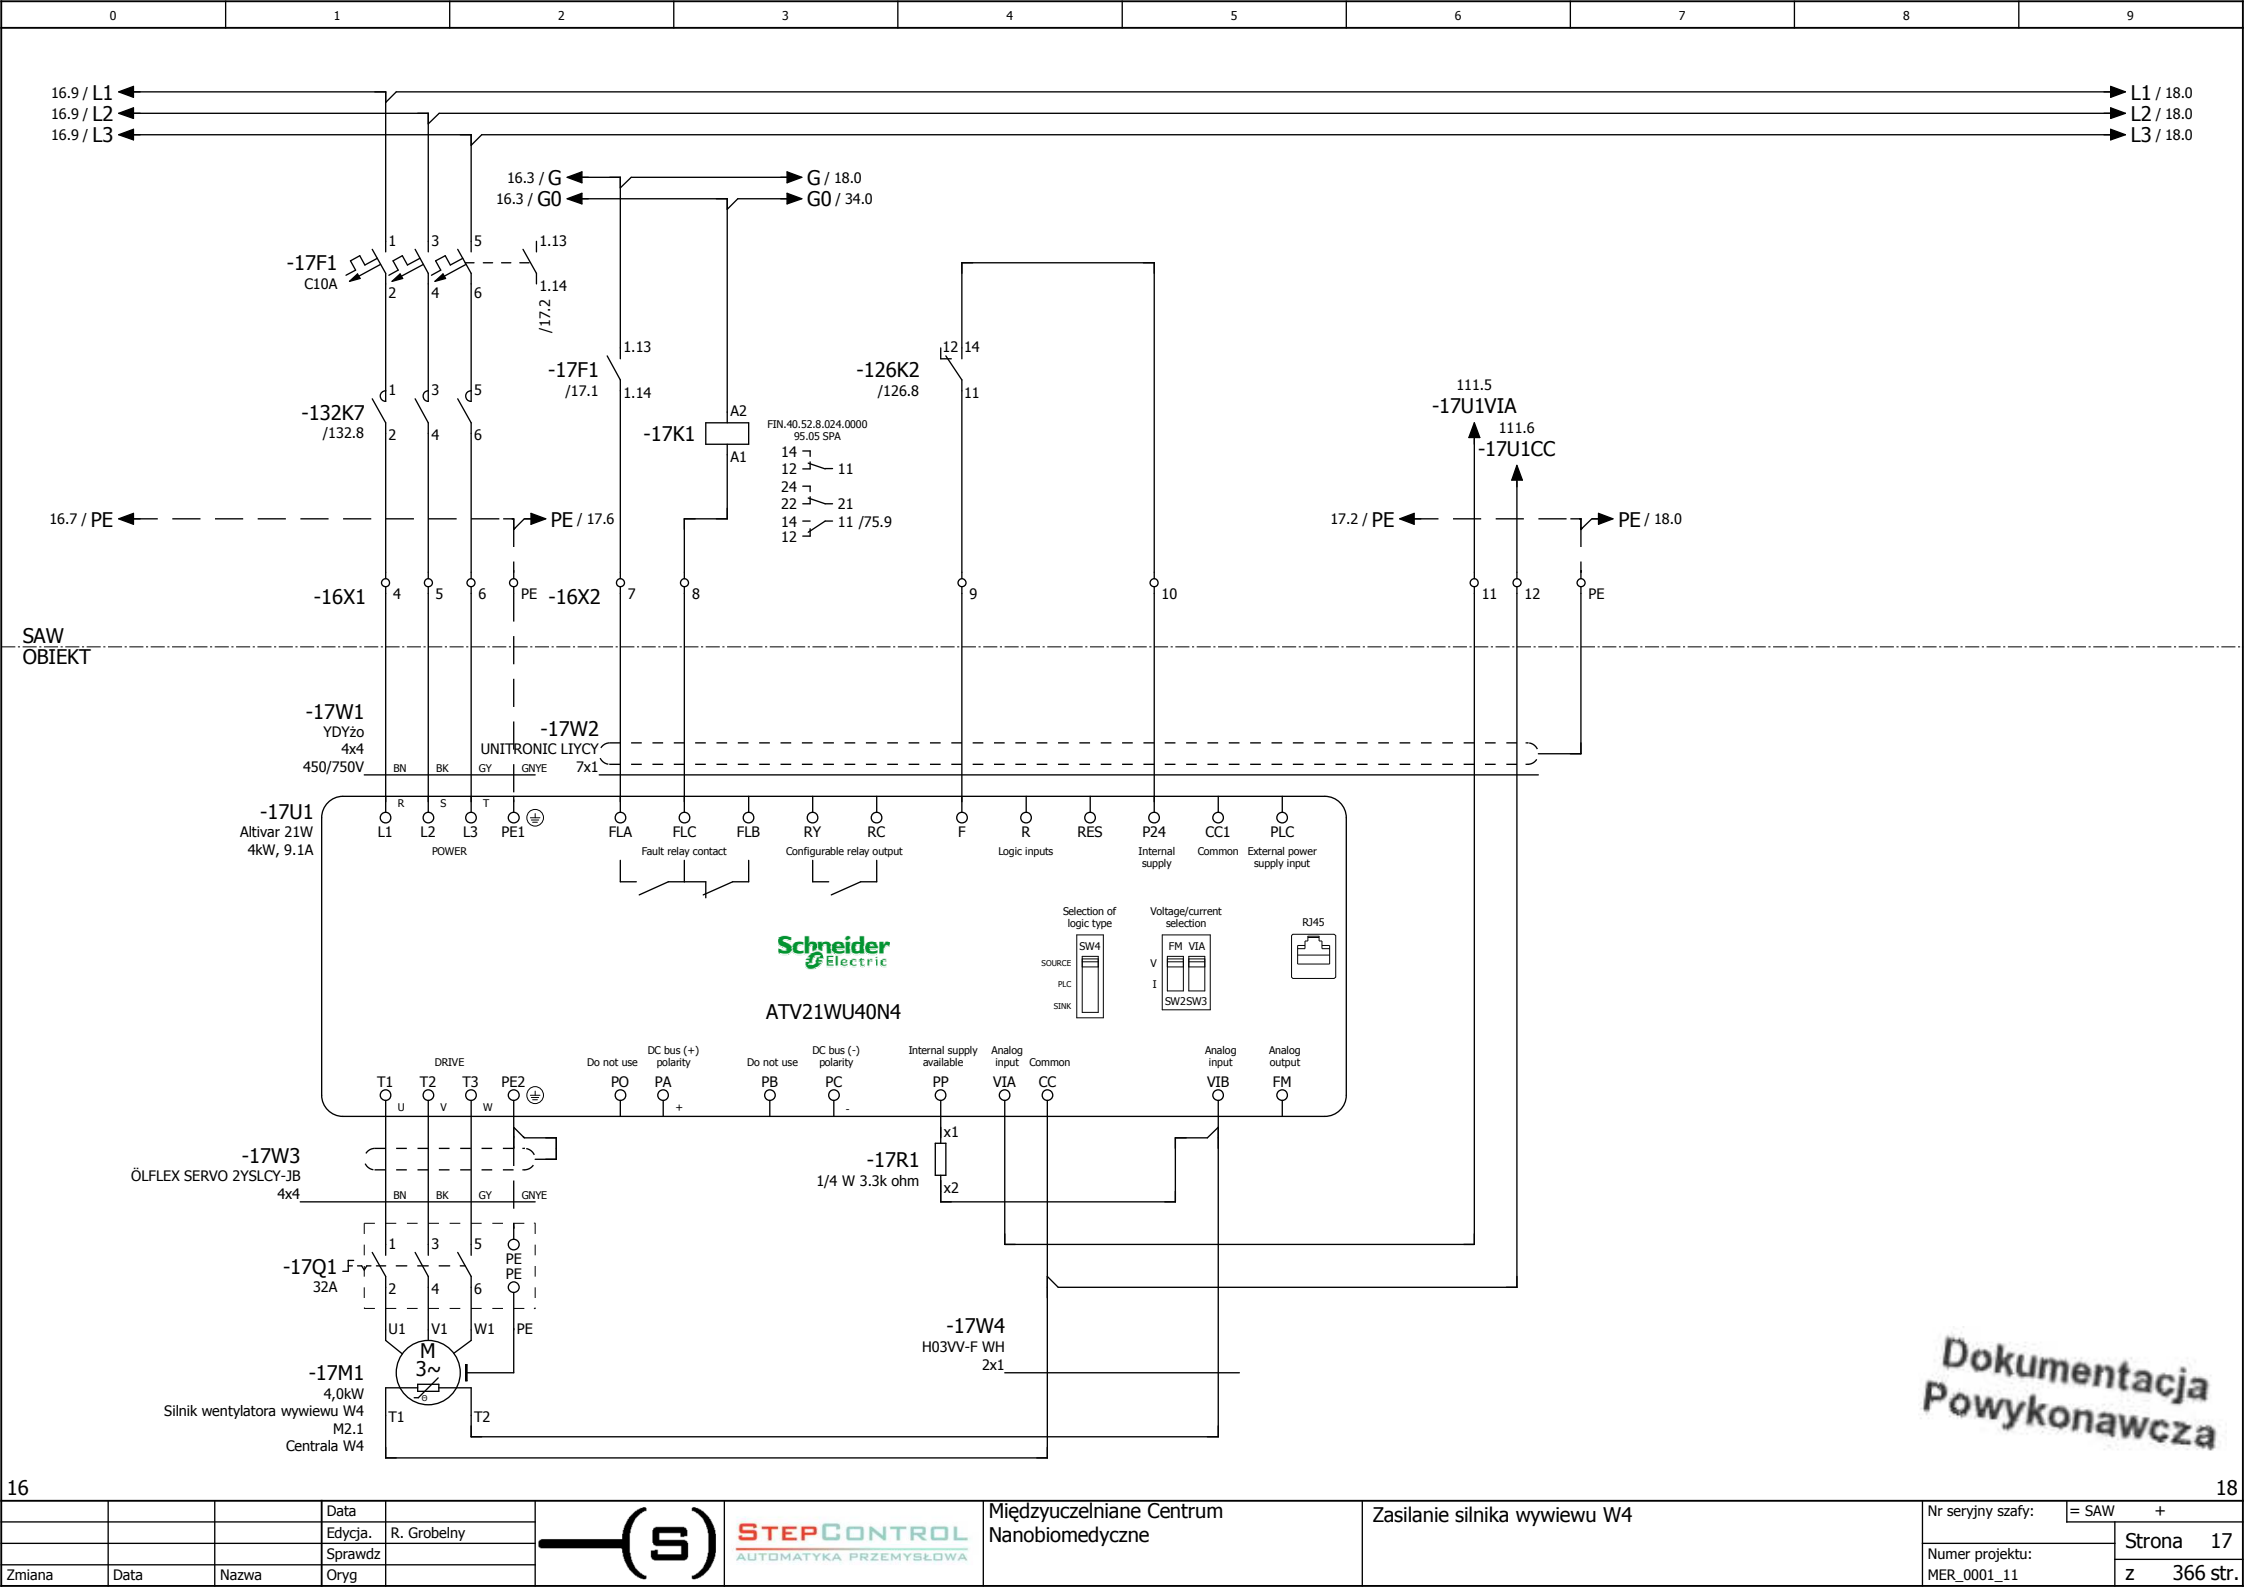 0 1 2 3 4 5 6 7 8 9
16.9 / L1
16.9 / L2
16.9 / L3
L1 / 18.0
L2 / 18.0
L3 / 18.0
16.3 / G
G / 18.0
16.3 / G0
G0 / 34.0
-17F1
C10A
1 3 5 1.13
2 4 6 1.14
/17.2
-132K7
/132.8
1 3 5
2 4 6
-17F1
/17.1
1.13
1.14
-17K1
A2
A1
FIN.40.52.8.024.0000
95.05 SPA
14
12 11
24
22 21
14 11 /75.9
12
-126K2
/126.8
12 14
11
111.5
-17U1VIA
111.6
-17U1CC
16.7 / PE
PE / 17.6
17.2 / PE
PE / 18.0
-16X1 4 5 6 PE
-16X2 7 8 9 10 11 12 PE
SAW
OBIEKT
-17W1
YDYżo
4x4
450/750V
BN BK GY GNYE
-17W2
UNITRONIC LIYCY
7x1
-17U1
Altivar 21W
4kW, 9.1A
R S T
L1 L2 L3 PE1 FLA FLC FLB RY RC F R RES P24 CC1 PLC
POWER
Fault relay contact
Configurable relay output
Logic inputs
Internal
supply
Common
External power
supply input
Selection of
logic type
SW4
SOURCE
PLC
SINK
Voltage/current
selection
FM VIA
V
I
SW2SW3
RJ45
Schneider
Electric
ATV21WU40N4
DRIVE
Do not use
DC bus (+)
polarity
Do not use
DC bus (-)
polarity
Internal supply
available
Analog
input
Common
Analog
input
Analog
output
T1 T2 T3 PE2 PO PA PB PC PP VIA CC VIB FM
U V W + -
-17W3
ÖLFLEX SERVO 2YSLCY-JB
4x4
BN BK GY GNYE
-17R1
1/4 W 3.3k ohm
x1
x2
-17Q1
32A
1 3 5 PE
2 4 6 PE
U1 V1 W1 PE
M
3~
Θ
-17M1
4,0kW
Silnik wentylatora wywiewu W4
M2.1
Centrala W4
T1 T2
-17W4
H03VV-F WH
2x1
Dokumentacja
Powykonawcza
16
18
Data
Edycja. R. Grobelny
Sprawdz
Zmiana Data Nazwa Oryg
(S)
STEPCONTROL
AUTOMATYKA PRZEMYSŁOWA
Międzyuczelniane Centrum
Nanobiomedyczne
Zasilanie silnika wywiewu W4
Nr seryjny szafy:
= SAW +
Strona 17
Numer projektu:
MER_0001_11
z 366 str.